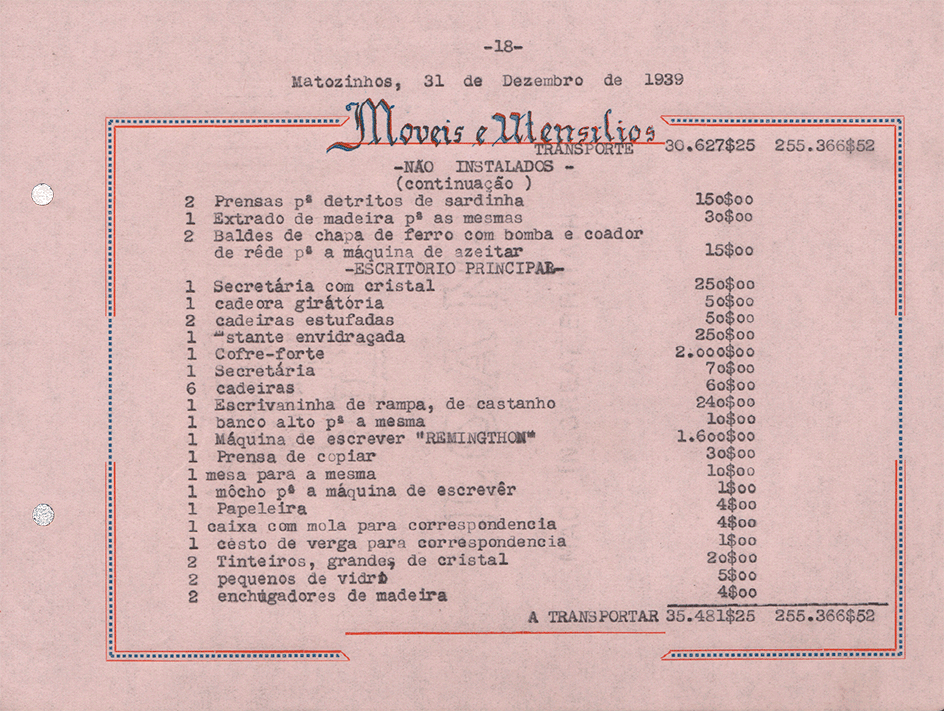 -18-
Matozinhos, 31 de Dezembro de 1939
Moveis e Utensilios
TRANSPORTE 30.627$25 255.366$52
-NÃO INSTALADOS -
(continuação )
2 Prensas pª detritos de sardinha 150$00
1 Extrado de madeira pª as mesmas 30$00
2 Baldes de chapa de ferro com bomba e coador
de rêde pª a máquina de azeitar 15$00
-ESCRITORIO PRINCIPAL-
1 Secretária com cristal 250$00
1 cadeora girátória 50$00
2 cadeiras estufadas 50$00
1 Estante envidragada 250$00
1 Cofre-forte 2.000$00
1 Secretária 70$00
6 cadeiras 60$00
1 Escrivaninha de rampa, de castanho 240$00
1 banco alto pª a mesma 10$00
1 Máquina de escrever "REMINGTHON" 1.600$00
1 Prensa de copiar 30$00
1 mesa para a mesma 10$00
1 môcho pª a máquina de escrevêr 1$00
1 Papeleira 4$00
1 caixa com mola para correspondencia 4$00
1 cêsto de verga para correspondencia 1$00
2 Tinteiros, grandes de cristal 20$00
2 pequenos de vidro 5$00
2 enchugadores de madeira 4$00
A TRANSPORTAR 35.481$25 255.366$52